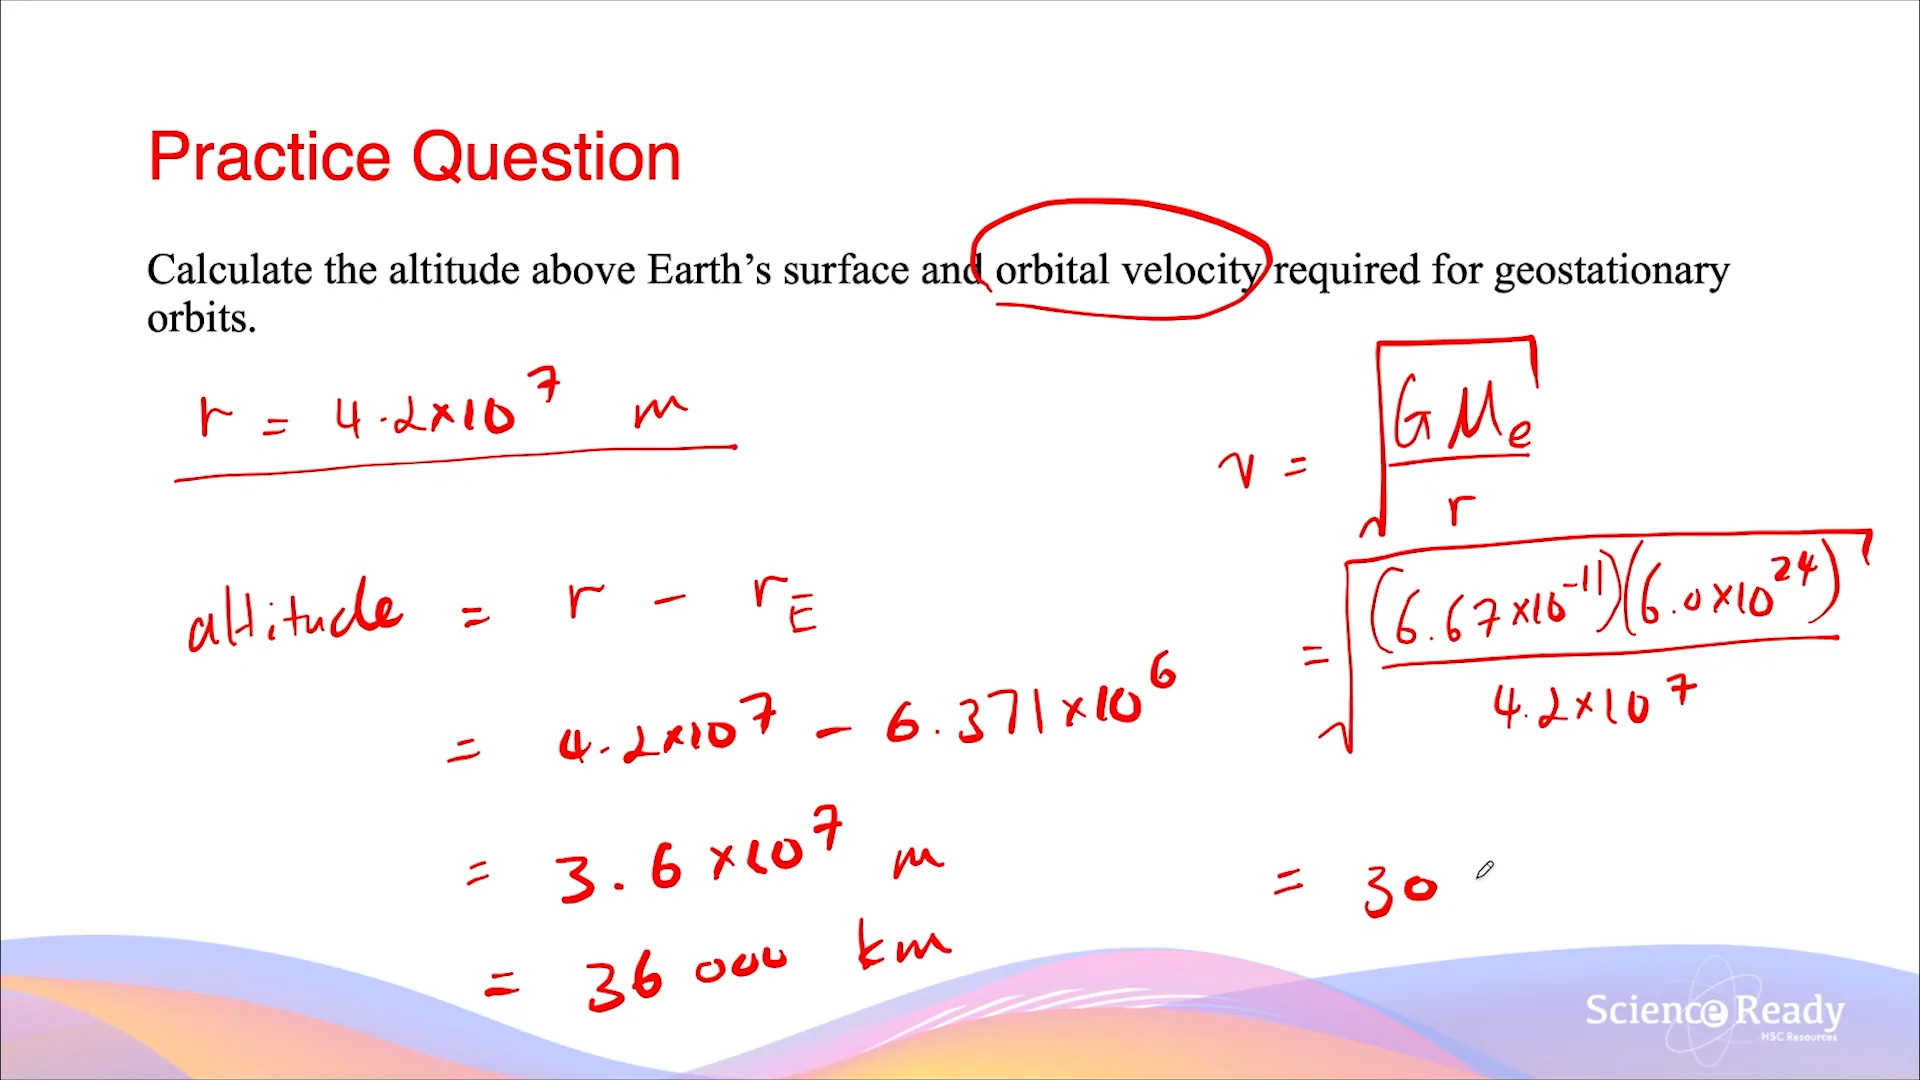 Practice Question
Calculate the altitude above Earth’s surface and orbital velocity required for geostationary
orbits.
r = 4.2×10⁷ m
altitude = r − r_E
= 4.2×10⁷ − 6.371×10⁶
= 3.6×10⁷ m
= 36 000 km
v = √(GMe/r)
= √((6.67×10⁻¹¹)(6.0×10²⁴)/4.2×10⁷)
= 30
Science Ready
HSC Resources